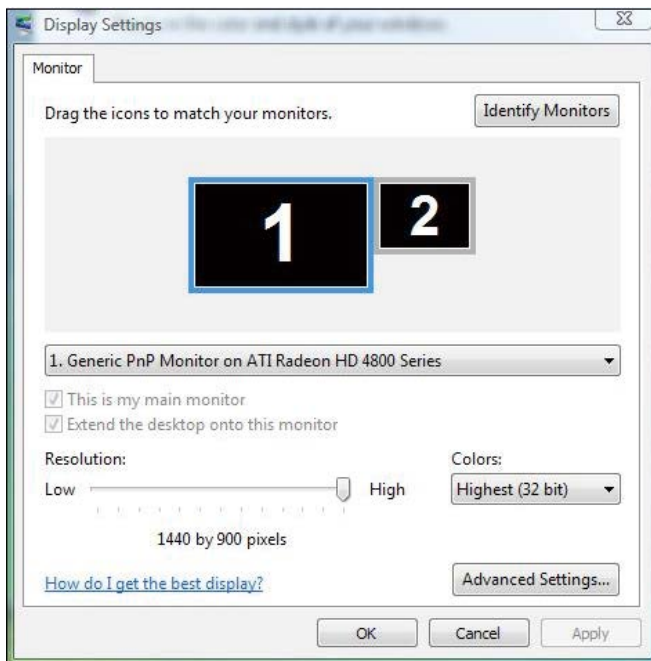 Display Settings
Monitor
Drag the icons to match your monitors.
Identify Monitors
1
2
1. Generic PnP Monitor on ATI Radeon HD 4800 Series
This is my main monitor
Extend the desktop onto this monitor
Resolution:
Colors:
Low
High
Highest (32 bit)
1440 by 900 pixels
How do I get the best display?
Advanced Settings...
OK
Cancel
Apply